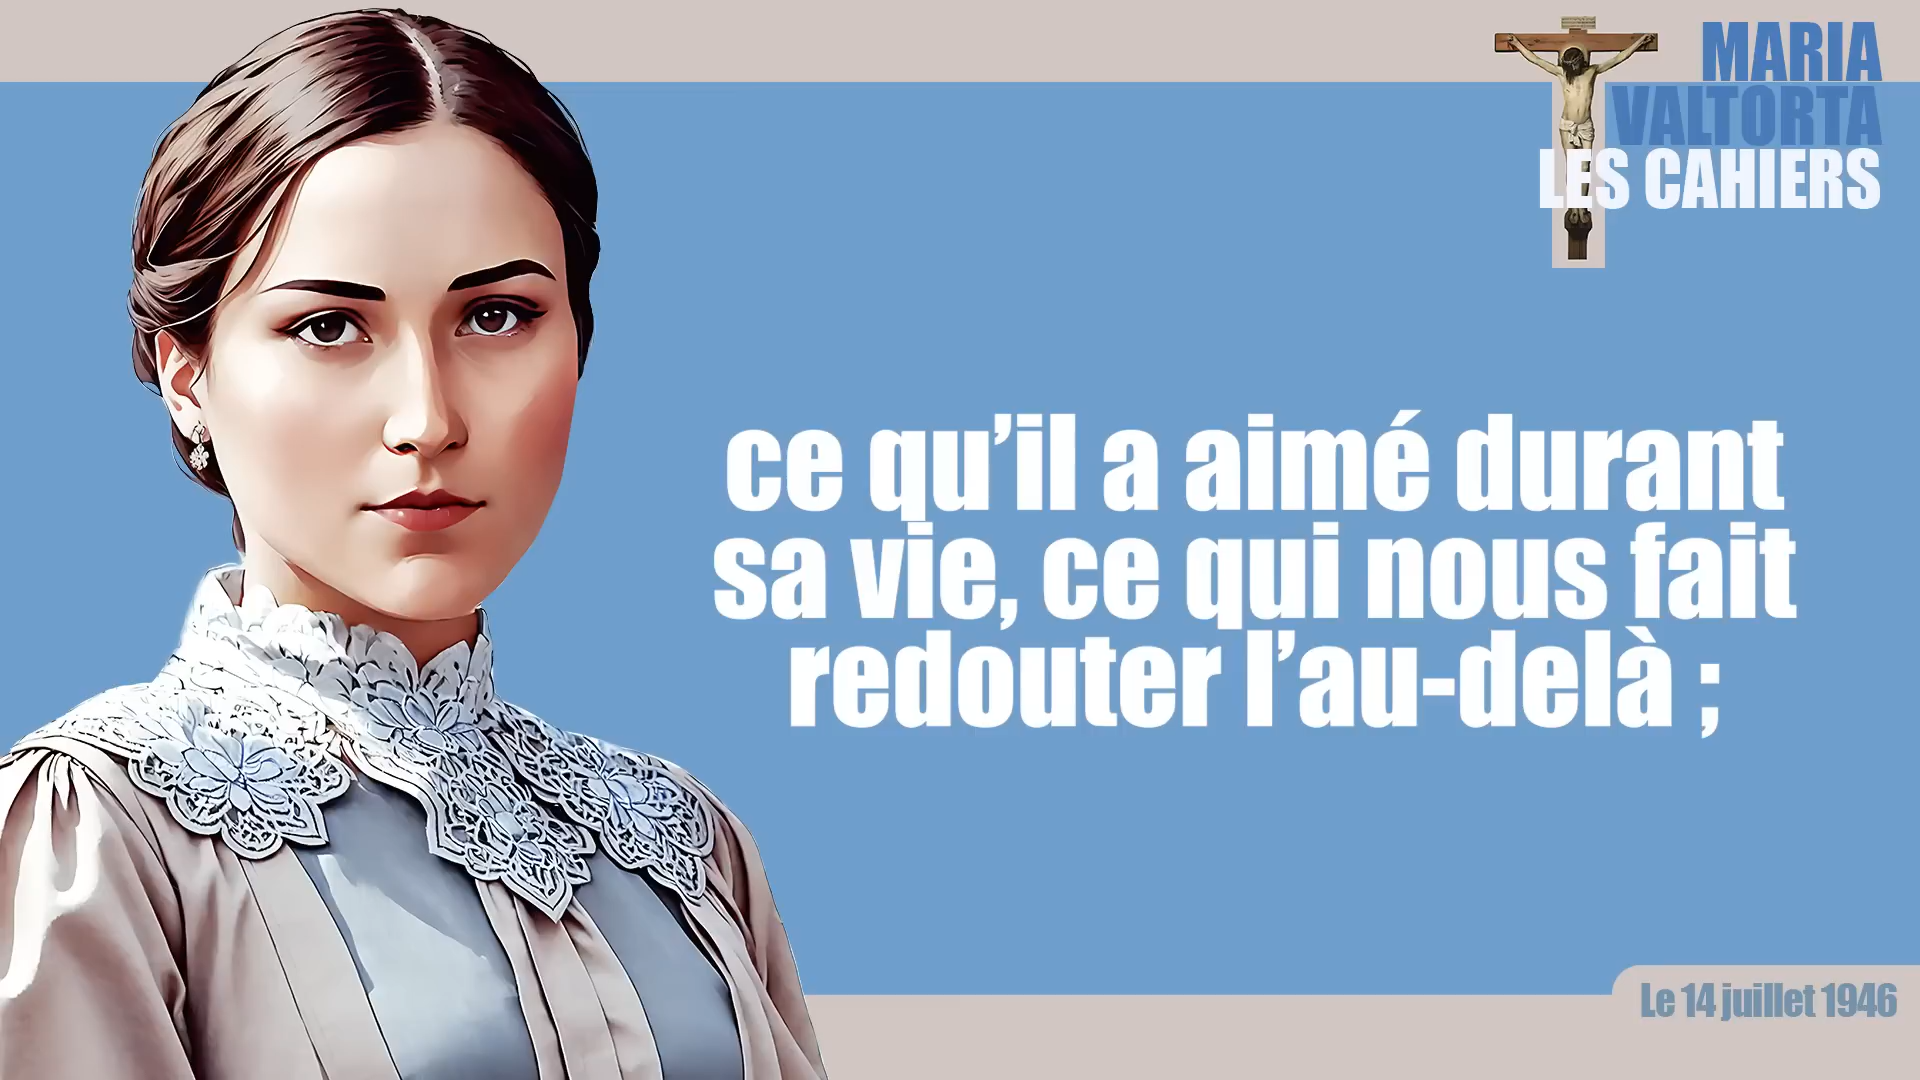 MARIA
VALTORTA
LES CAHIERS
ce qu’il a aimé durant
sa vie, ce qui nous fait
redouter l’au-delà ;
Le 14 juillet 1946